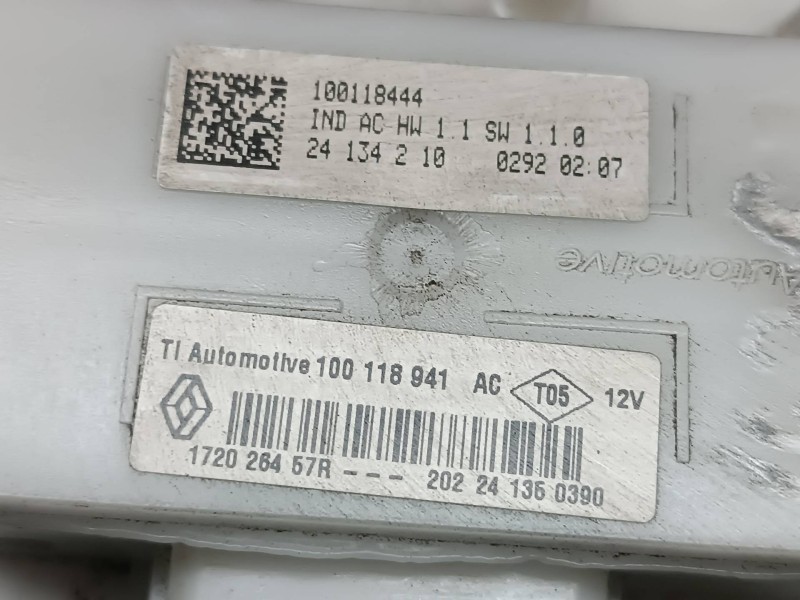 100118444
IND AC HW 1.1 SW 1.1.0
24 134 2 10 0292 02:07
Automotive
TI Automotive 100 118 941 AC T05 12V
1720 264 57R --- 202 24 135 0390